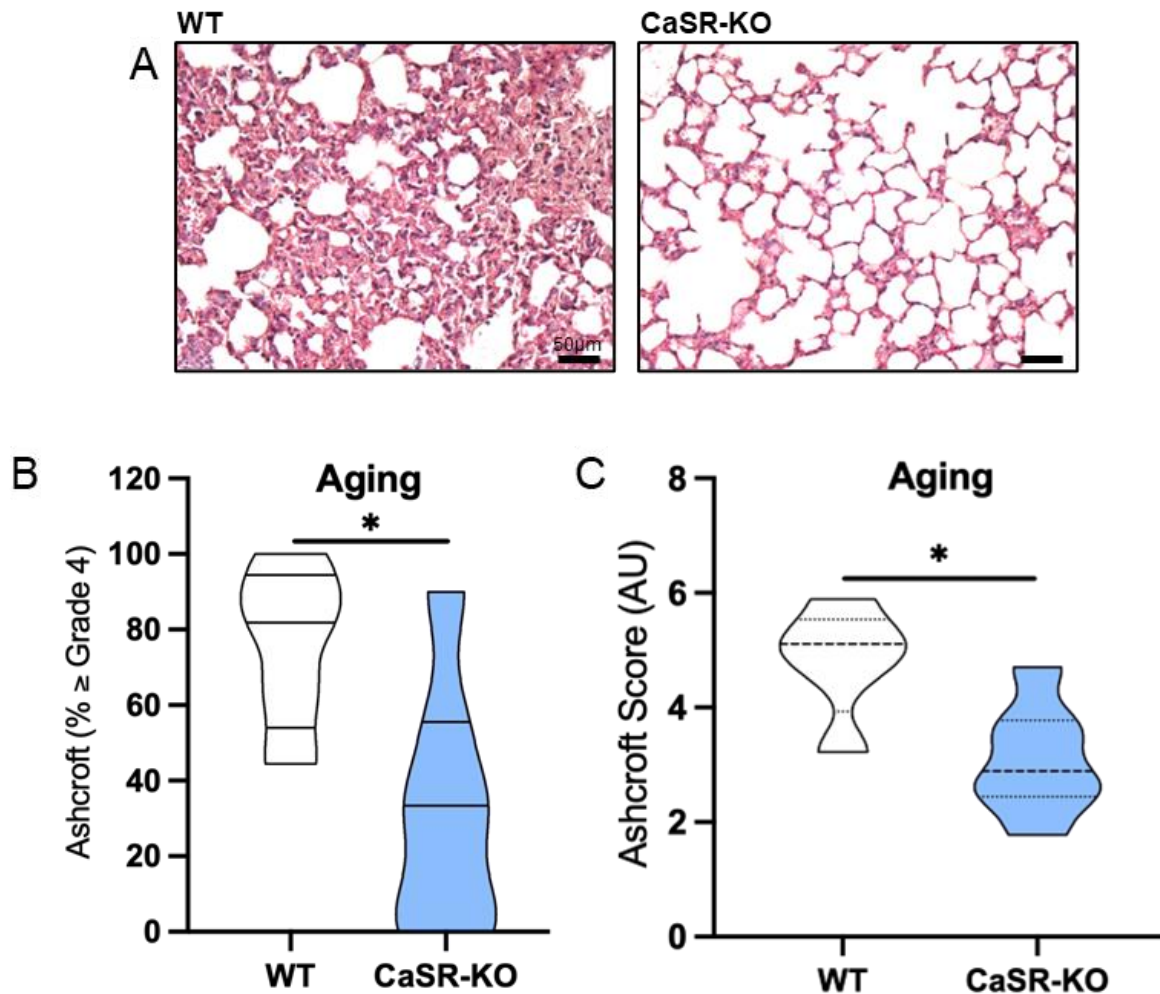 WT
CaSR-KO
A
50µm
B
Aging
*
Ashcroft (% ≥ Grade 4)
120
100
80
60
40
20
0
WT
CaSR-KO
C
Aging
*
Ashcroft Score (AU)
8
6
4
2
0
WT
CaSR-KO